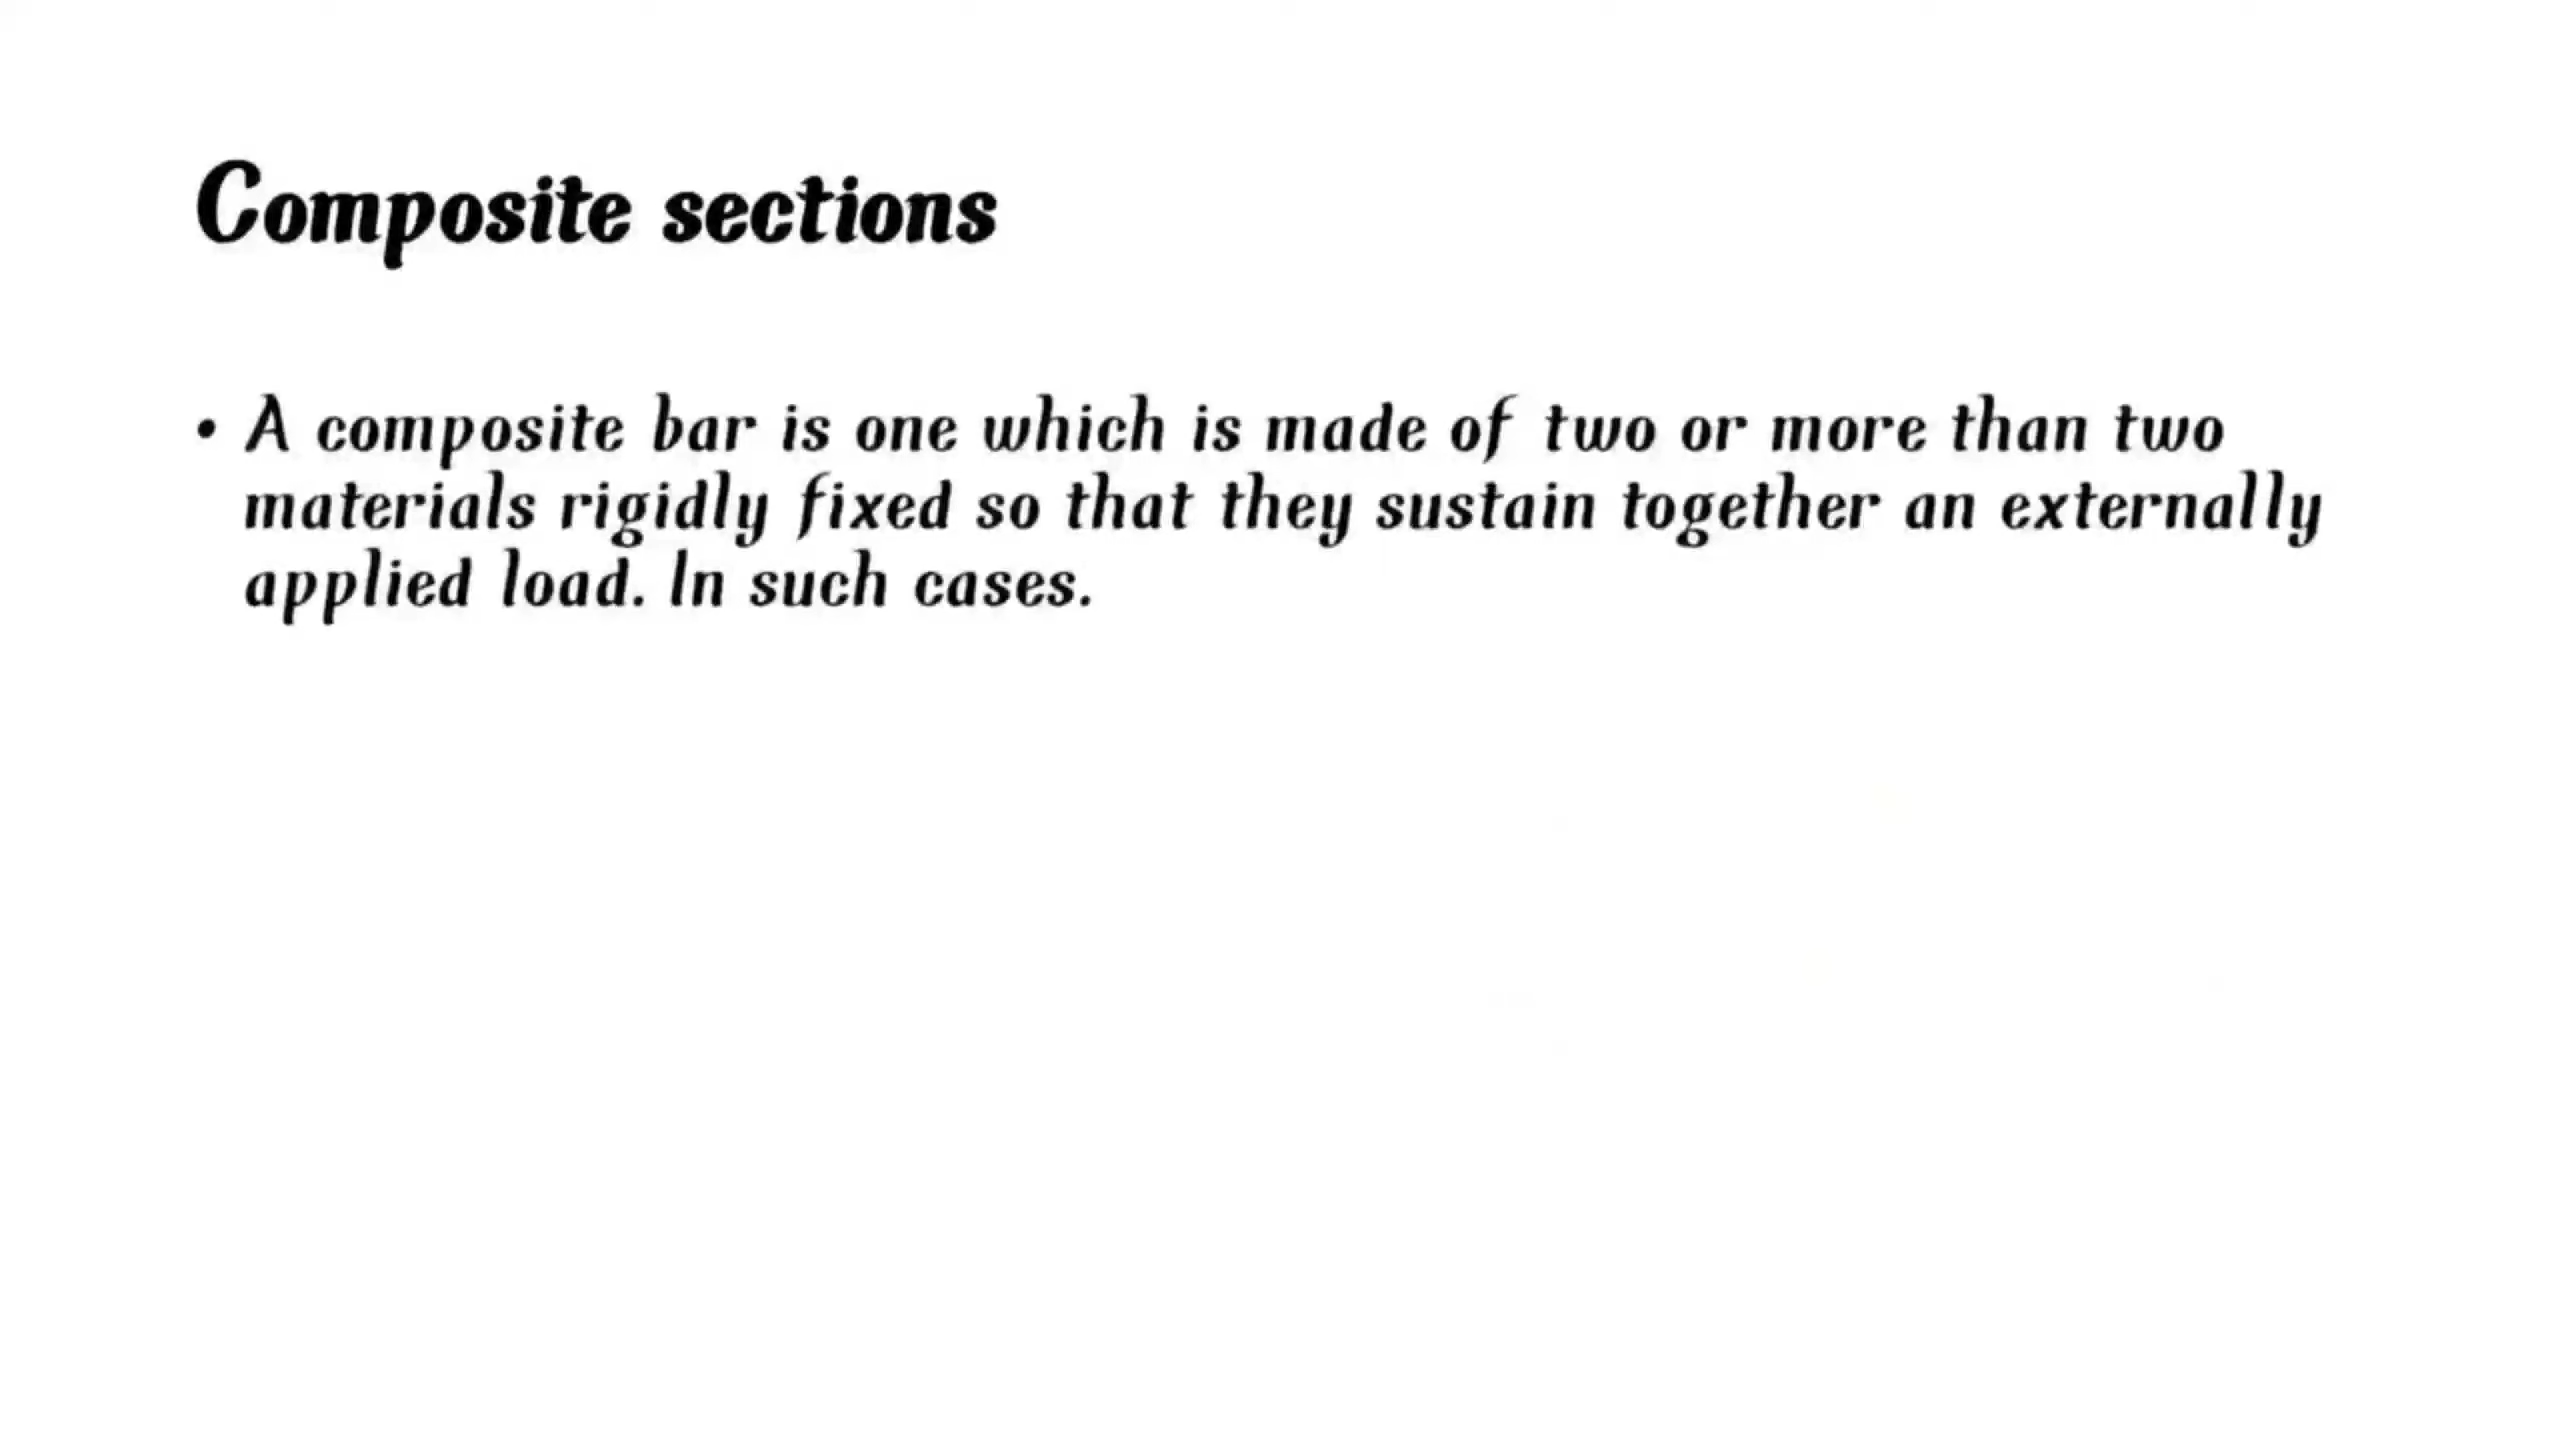 Composite sections
• A composite bar is one which is made of two or more than two
materials rigidly fixed so that they sustain together an externally
applied load. In such cases.